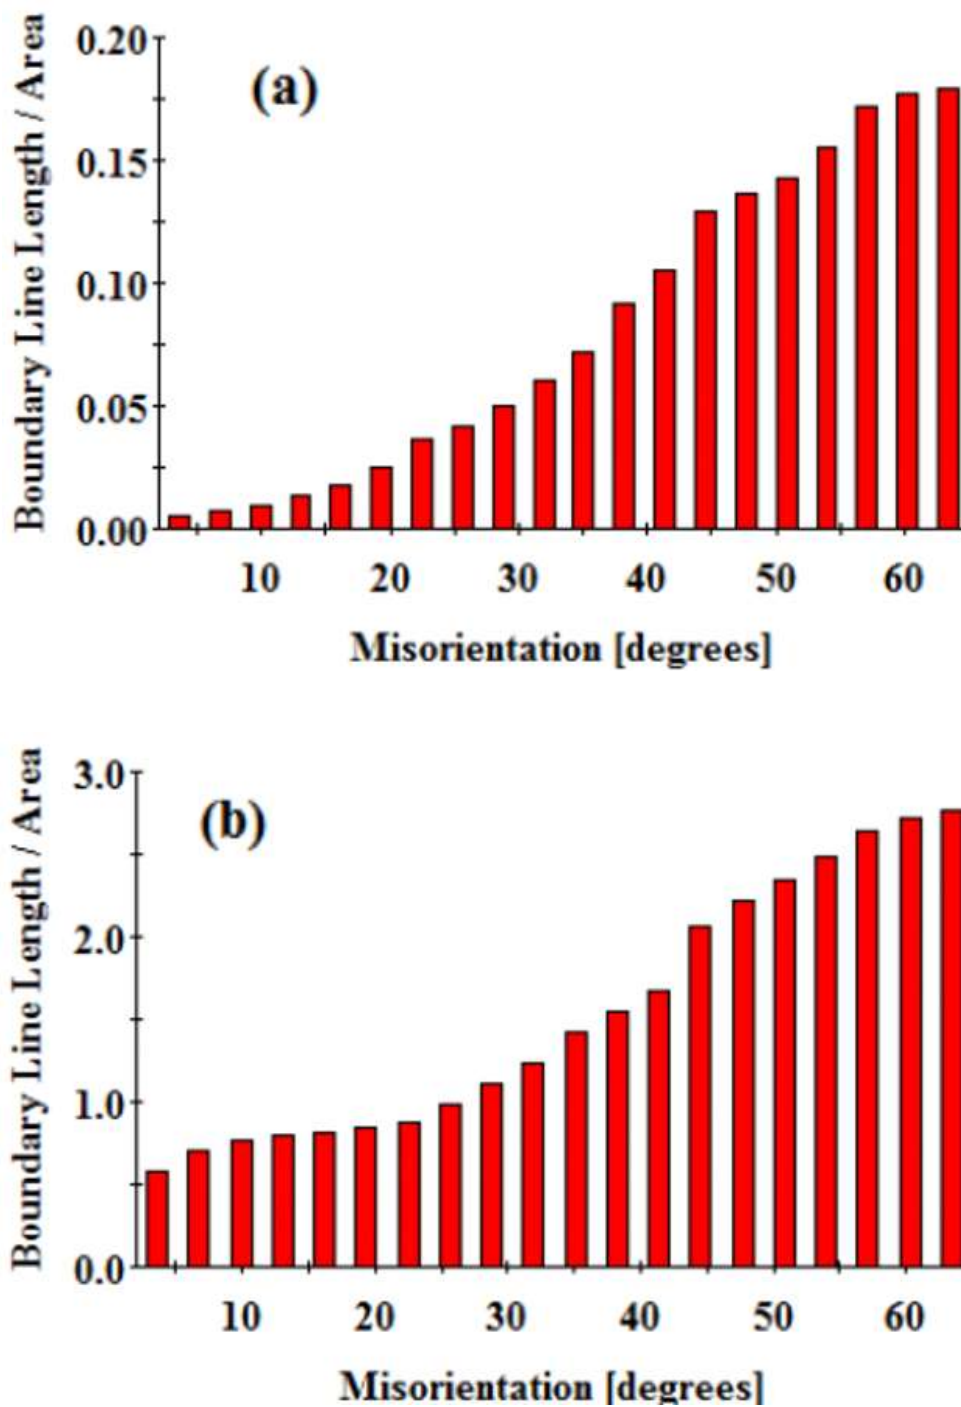 Boundary Line Length / Area
0.20
0.15
0.10
0.05
0.00
(a)
10 20 30 40 50 60
Misorientation [degrees]
Boundary Line Length / Area
3.0
2.0
1.0
0.0
(b)
10 20 30 40 50 60
Misorientation [degrees]